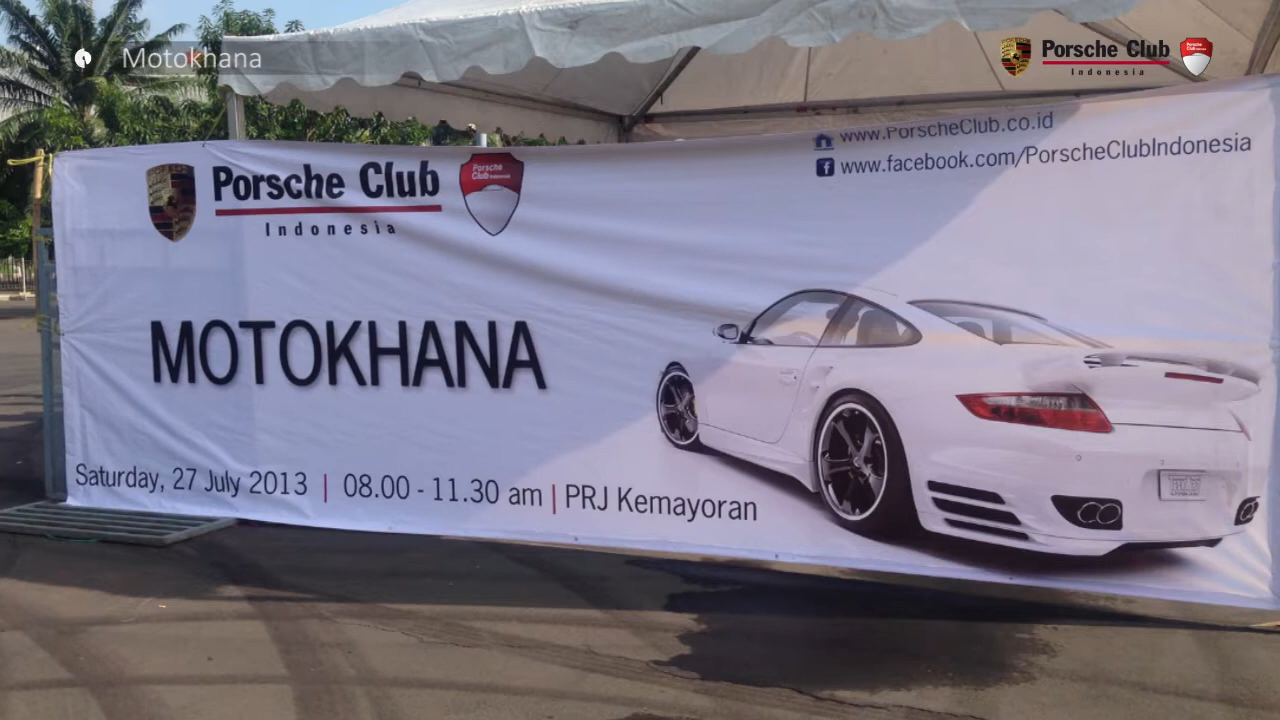 Motokhana
Porsche Club
Indonesia
www.PorscheClub.co.id
www.facebook.com/PorscheClubIndonesia
Porsche Club
Indonesia
Porsche
Club Indonesia
MOTOKHANA
Saturday, 27 July 2013 | 08.00 - 11.30 am | PRJ Kemayoran